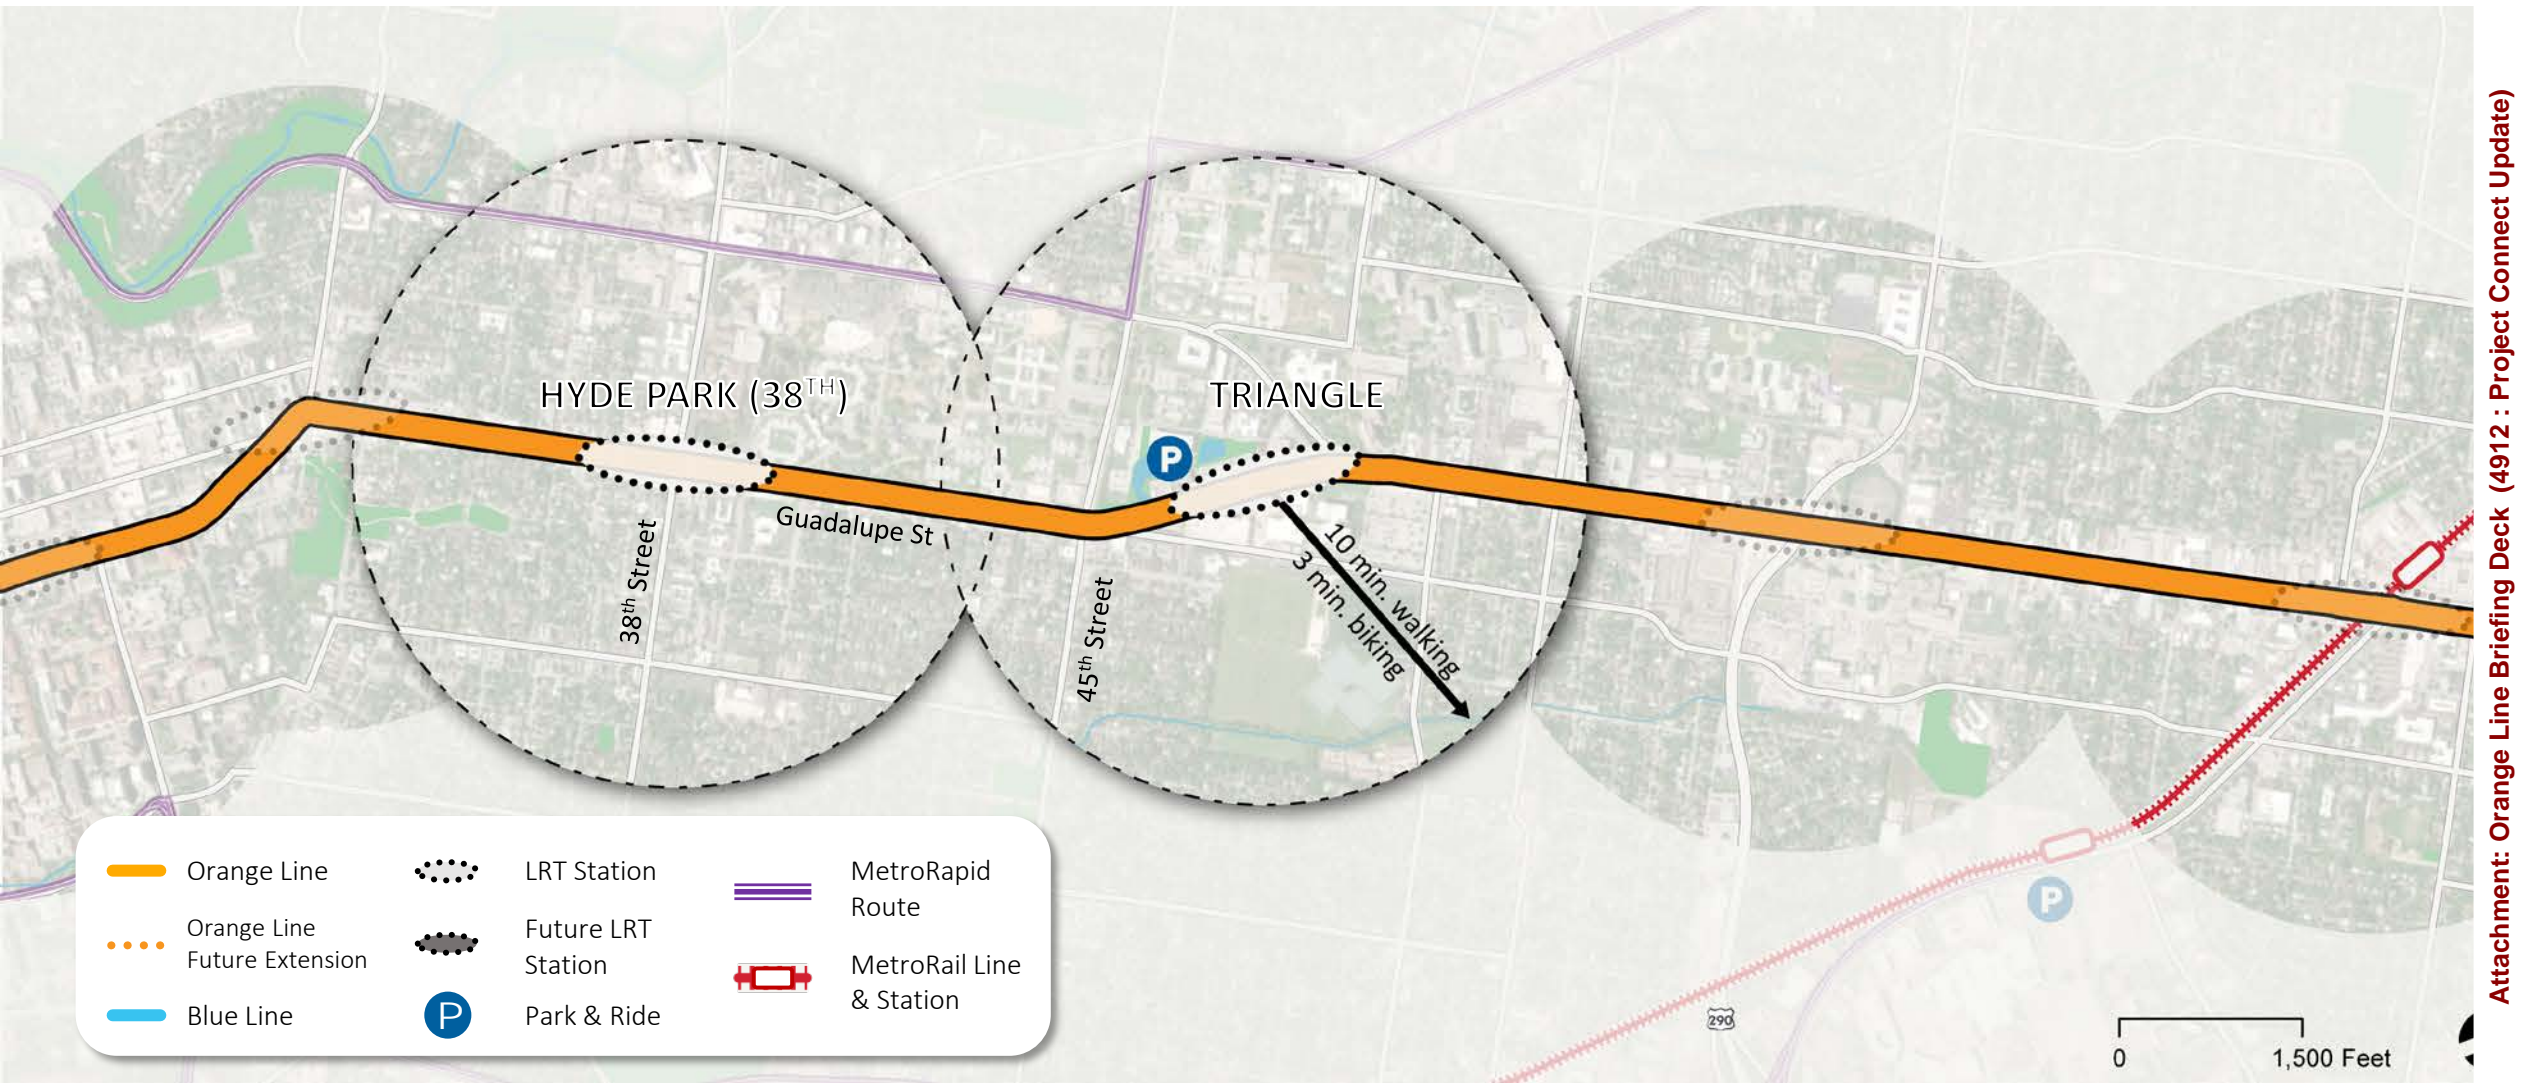 HYDE PARK (38TH)
TRIANGLE
P
Guadalupe St
38th Street
45th Street
10 min. walking
3 min. biking
Orange Line
Orange Line
Future Extension
Blue Line
LRT Station
Future LRT
Station
P
Park & Ride
MetroRapid
Route
MetroRail Line
& Station
P
290
0
1,500 Feet
Attachment: Orange Line Briefing Deck (4912 : Project Connect Update)